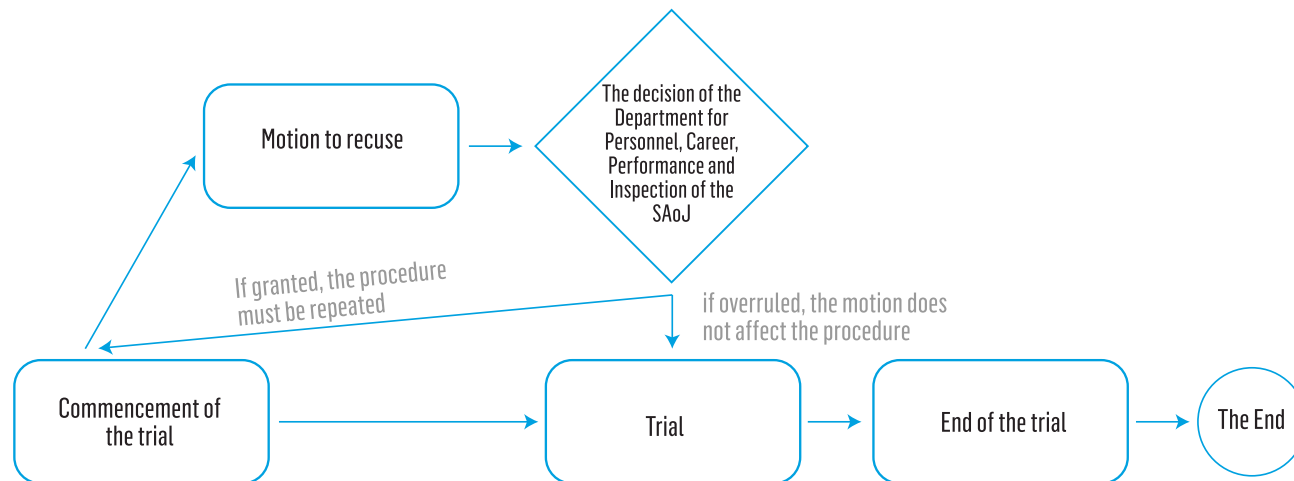 The decision of the
Department for
Personnel, Career,
Performance and
Inspection of the
SAoJ
Motion to recuse
If granted, the procedure
must be repeated
if overruled, the motion does
not affect the procedure
Commencement of
the trial
Trial
End of the trial
The End